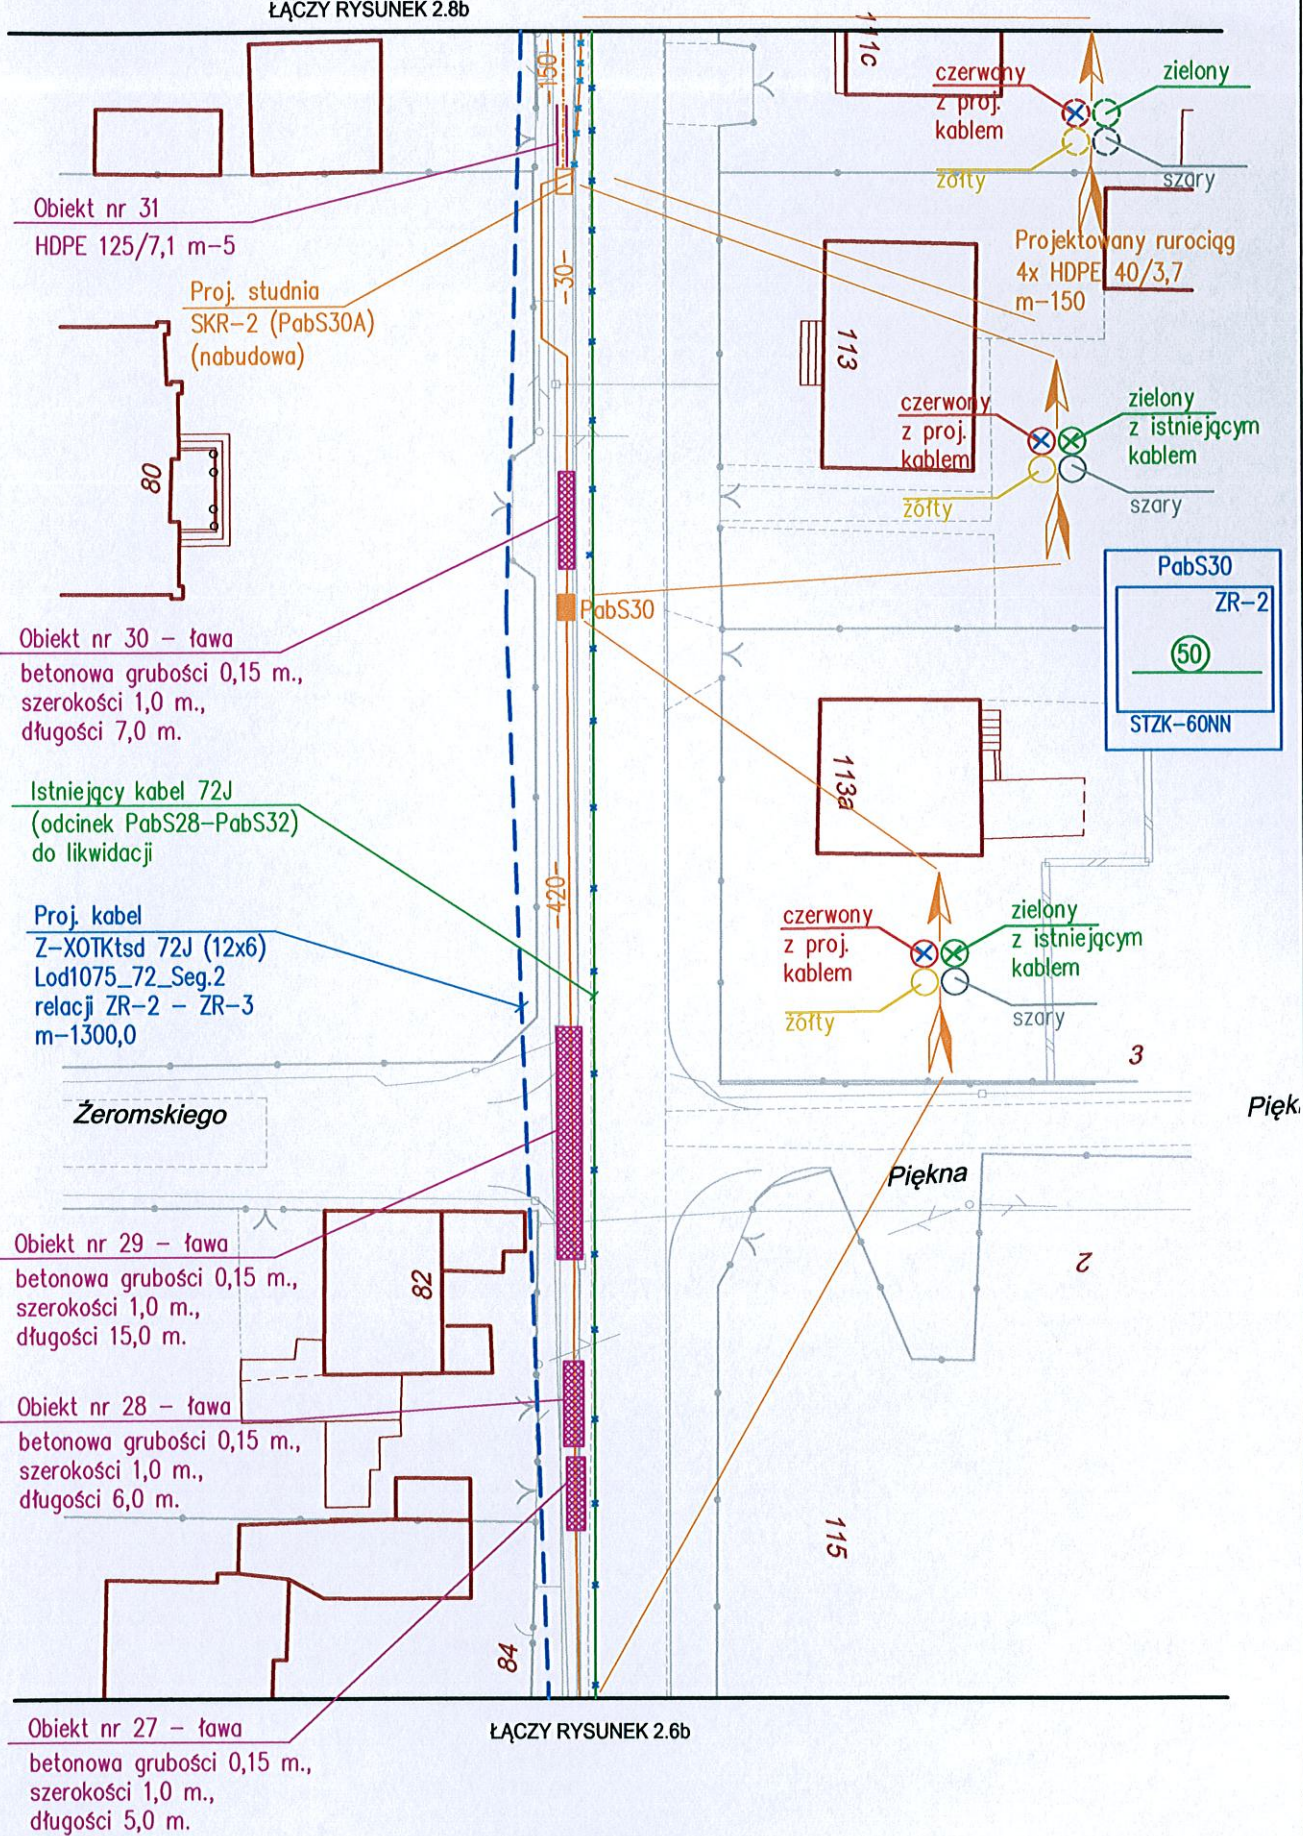 ŁĄCZY RYSUNEK 2.8b
111c
czerwony
z proj.
kablem
zielony
żółty
szary
-150-
Obiekt nr 31
HDPE 125/7,1 m-5
Projektowany rurociąg
4x HDPE 40/3,7
m-150
Proj. studnia
SKR-2 (PabS30A)
(nabudowa)
-30-
113
80
czerwony
z proj.
kablem
zielony
z istniejącym
kablem
żółty
szary
PabS30
ZR-2
50
STZK-60NN
PabS30
Obiekt nr 30 - ława
betonowa grubości 0,15 m.,
szerokości 1,0 m.,
długości 7,0 m.
113a
Istniejący kabel 72J
(odcinek PabS28-PabS32)
do likwidacji
-420-
Proj. kabel
Z-XOTKtsd 72J (12x6)
Lod1075_72_Seg.2
relacji ZR-2 - ZR-3
m-1300,0
czerwony
z proj.
kablem
zielony
z istniejącym
kablem
żółty
szary
3
Żeromskiego
Piękna
2
Obiekt nr 29 - ława
betonowa grubości 0,15 m.,
szerokości 1,0 m.,
długości 15,0 m.
82
Obiekt nr 28 - ława
betonowa grubości 0,15 m.,
szerokości 1,0 m.,
długości 6,0 m.
115
84
ŁĄCZY RYSUNEK 2.6b
Obiekt nr 27 - ława
betonowa grubości 0,15 m.,
szerokości 1,0 m.,
długości 5,0 m.